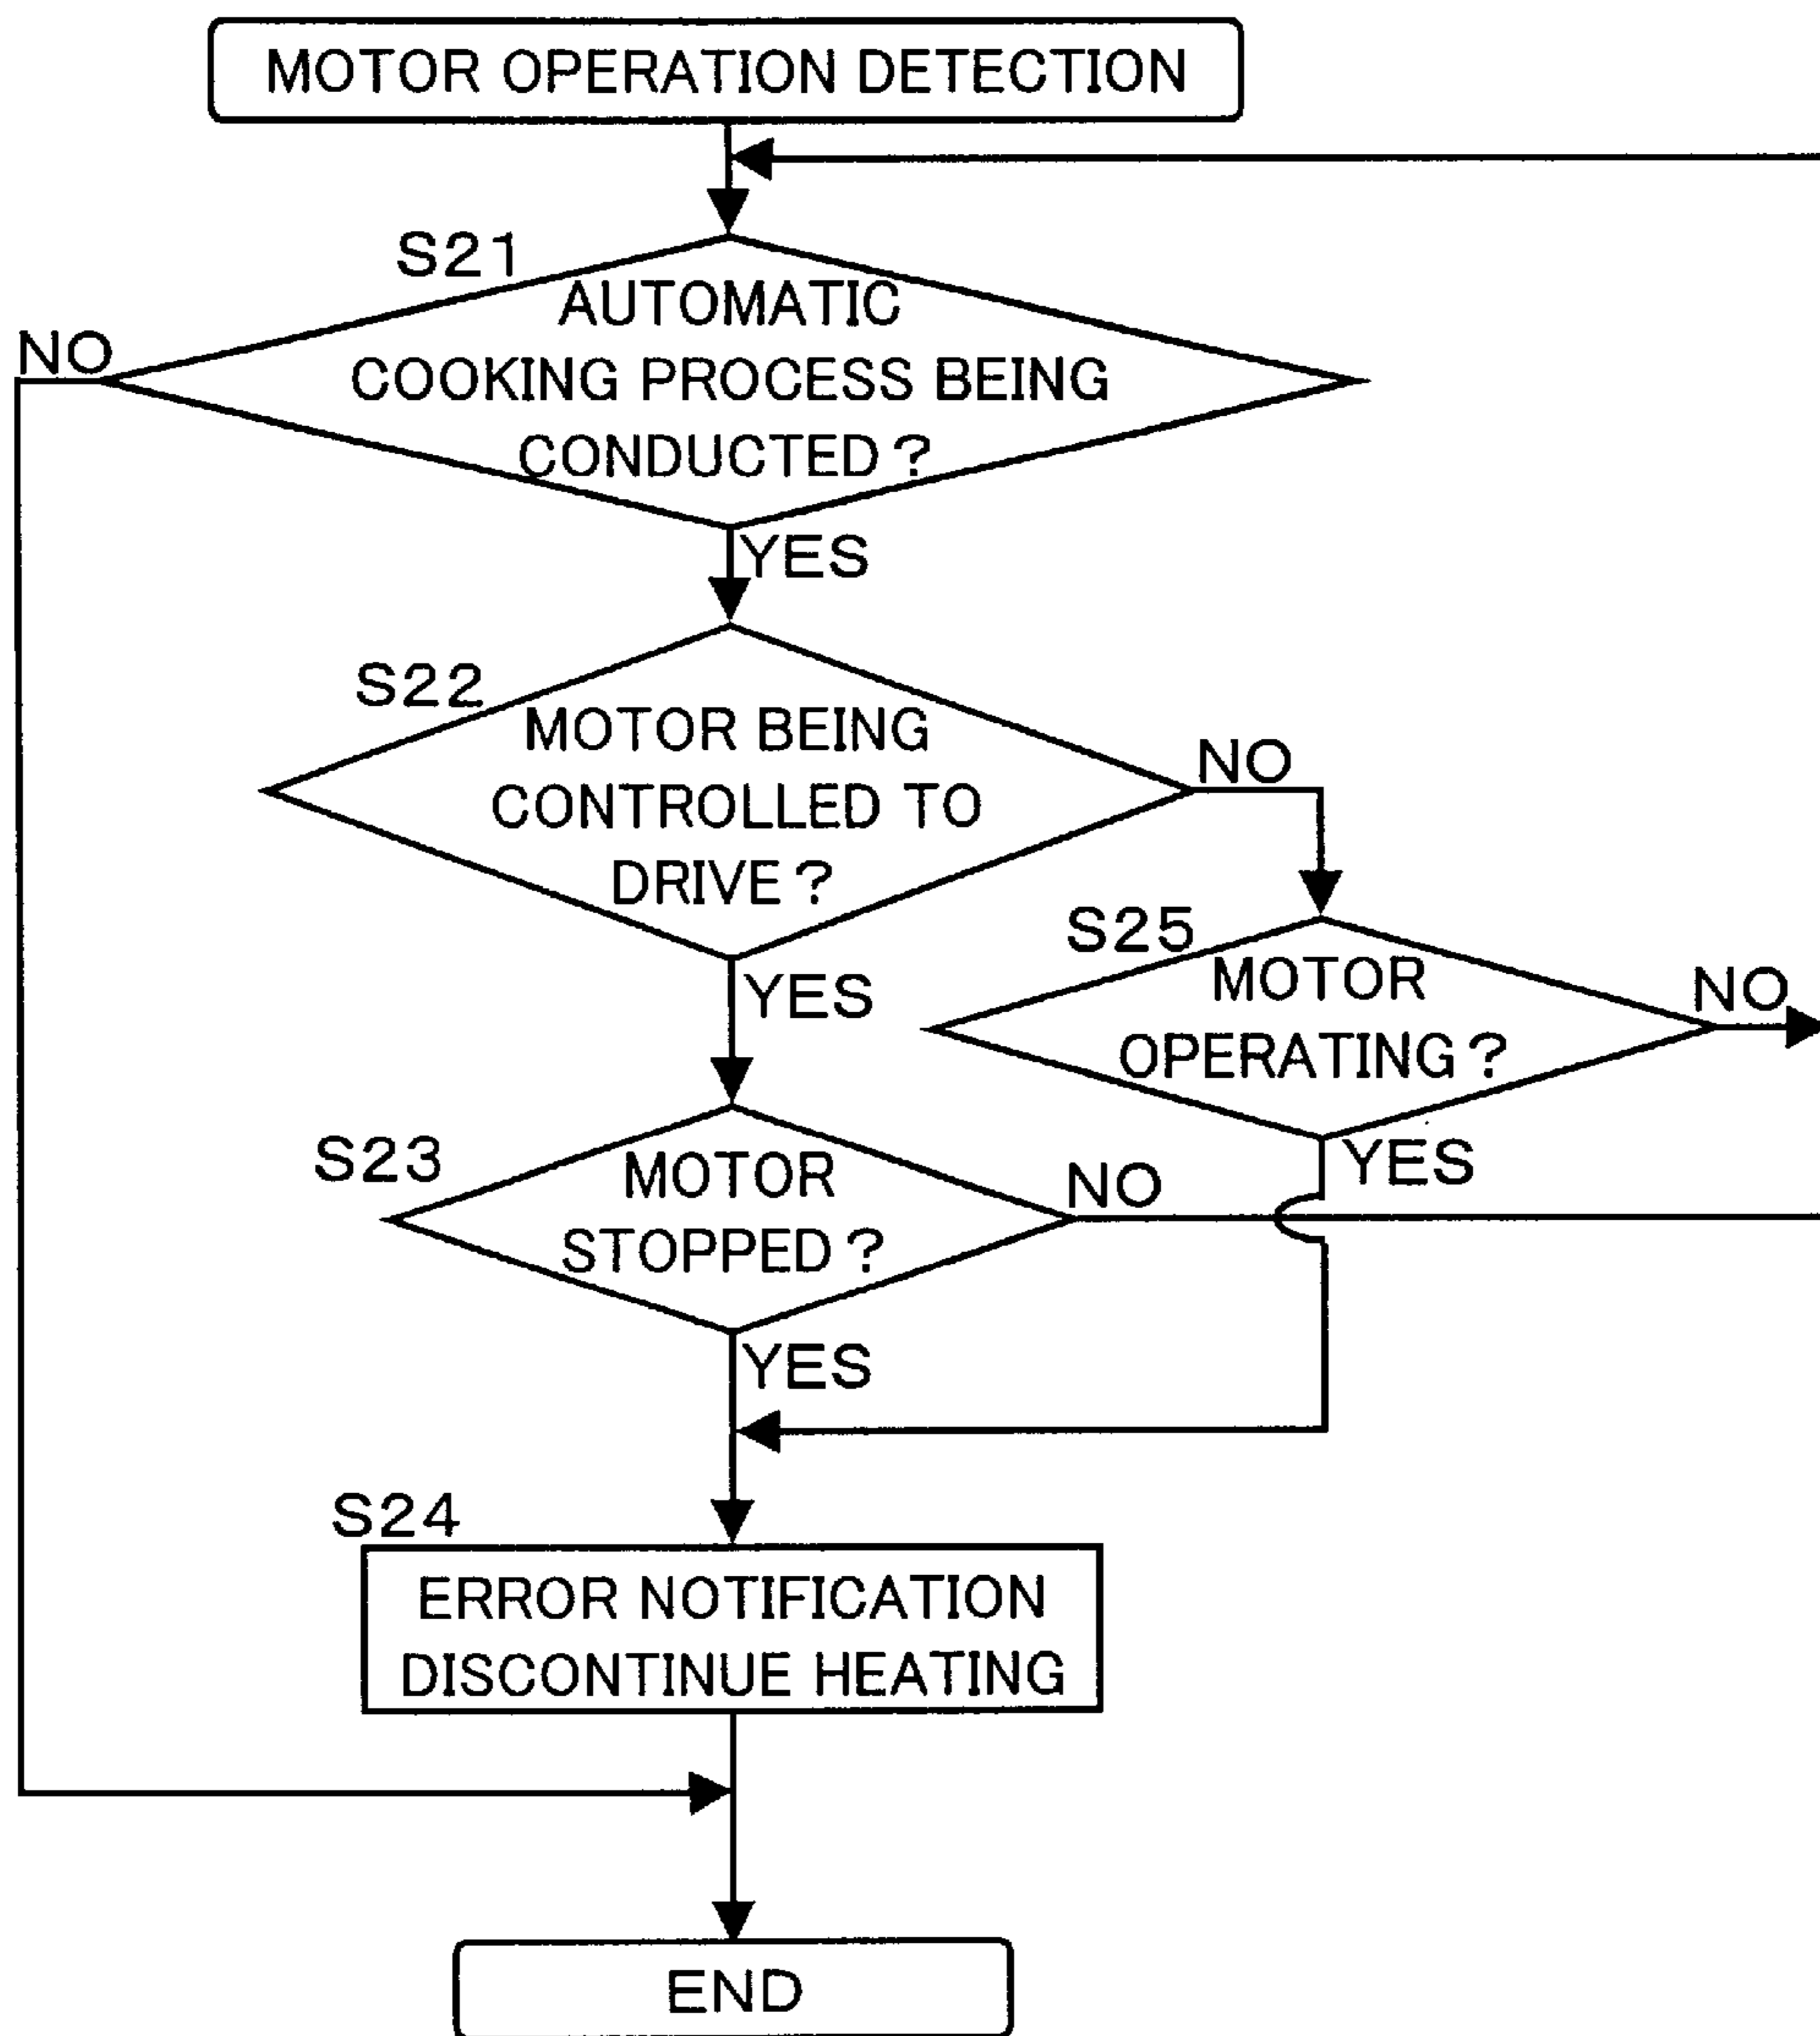 MOTOR OPERATION DETECTION
S21
AUTOMATIC
COOKING PROCESS BEING
CONDUCTED ?
NO
YES
S22
MOTOR BEING
CONTROLLED TO
DRIVE ?
NO
YES
S25
MOTOR
OPERATING ?
NO
YES
S23
MOTOR
STOPPED ?
NO
YES
S24
ERROR NOTIFICATION
DISCONTINUE HEATING
END